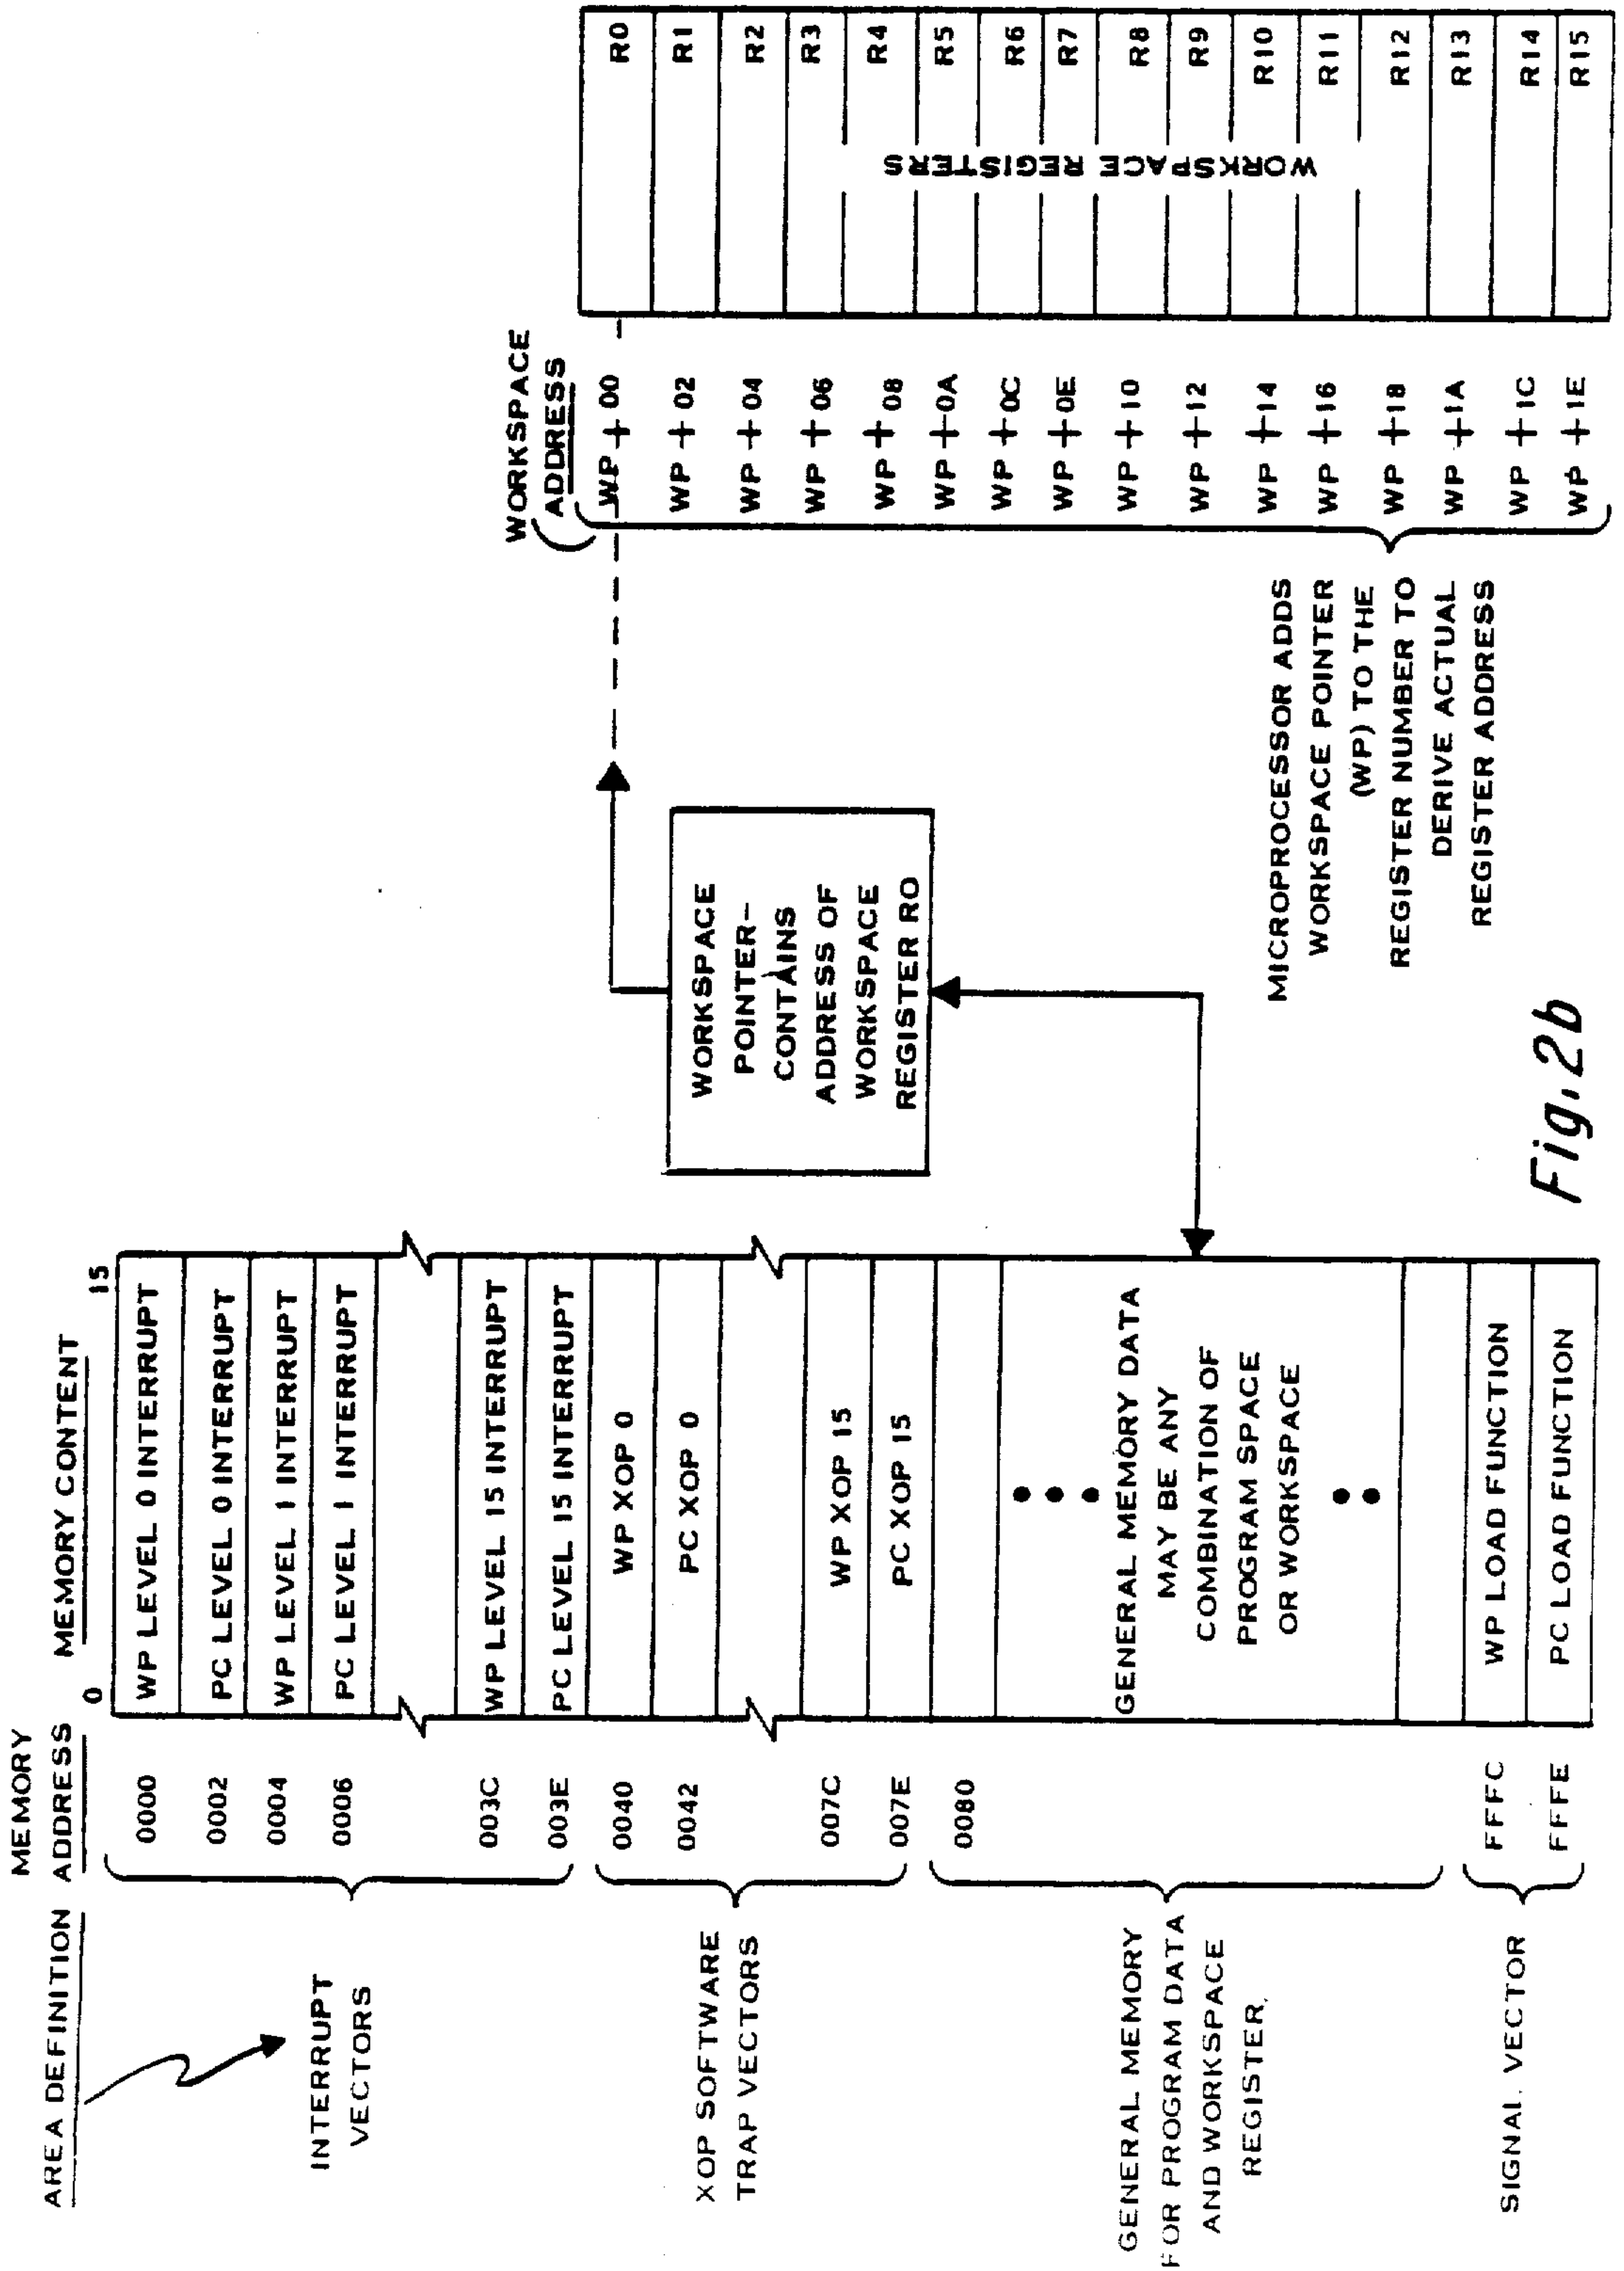 AREA DEFINITION
MEMORY
ADDRESS
MEMORY CONTENT
0
15
INTERRUPT
VECTORS
0000
WP LEVEL 0 INTERRUPT
0002
PC LEVEL 0 INTERRUPT
0004
WP LEVEL 1 INTERRUPT
0006
PC LEVEL 1 INTERRUPT
003C
WP LEVEL 15 INTERRUPT
003E
PC LEVEL 15 INTERRUPT
XOP SOFTWARE
TRAP VECTORS
0040
WP XOP 0
0042
PC XOP 0
007C
WP XOP 15
007E
PC XOP 15
0080
GENERAL MEMORY
FOR PROGRAM DATA
AND WORKSPACE
REGISTER.
GENERAL MEMORY DATA
MAY BE ANY
COMBINATION OF
PROGRAM SPACE
OR WORKSPACE
SIGNAL VECTOR
FFFC
WP LOAD FUNCTION
FFFE
PC LOAD FUNCTION
WORKSPACE
POINTER-
CONTAINS
ADDRESS OF
WORKSPACE
REGISTER RO
WORKSPACE
ADDRESS
WP + 00
R0
WP + 02
R1
WP + 04
R2
WP + 06
R3
WP + 08
R4
WP + 0A
R5
WP + 0C
R6
WP + 0E
R7
WP + 10
R8
WP + 12
R9
WP + 14
R10
WP + 16
R11
WP + 18
R12
WP + 1A
R13
WP + 1C
R14
WP + 1E
R15
WORKSPACE REGISTERS
MICROPROCESSOR ADDS
WORKSPACE POINTER
(WP) TO THE
REGISTER NUMBER TO
DERIVE ACTUAL
REGISTER ADDRESS
Fig. 2b